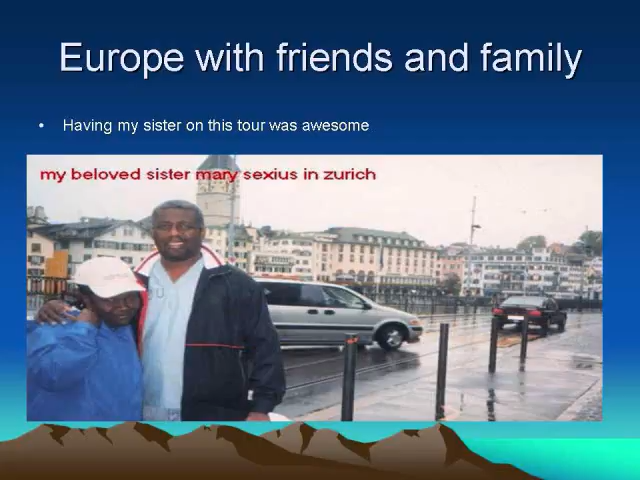 Europe with friends and family
• Having my sister on this tour was awesome
my beloved sister mary sexius in zurich